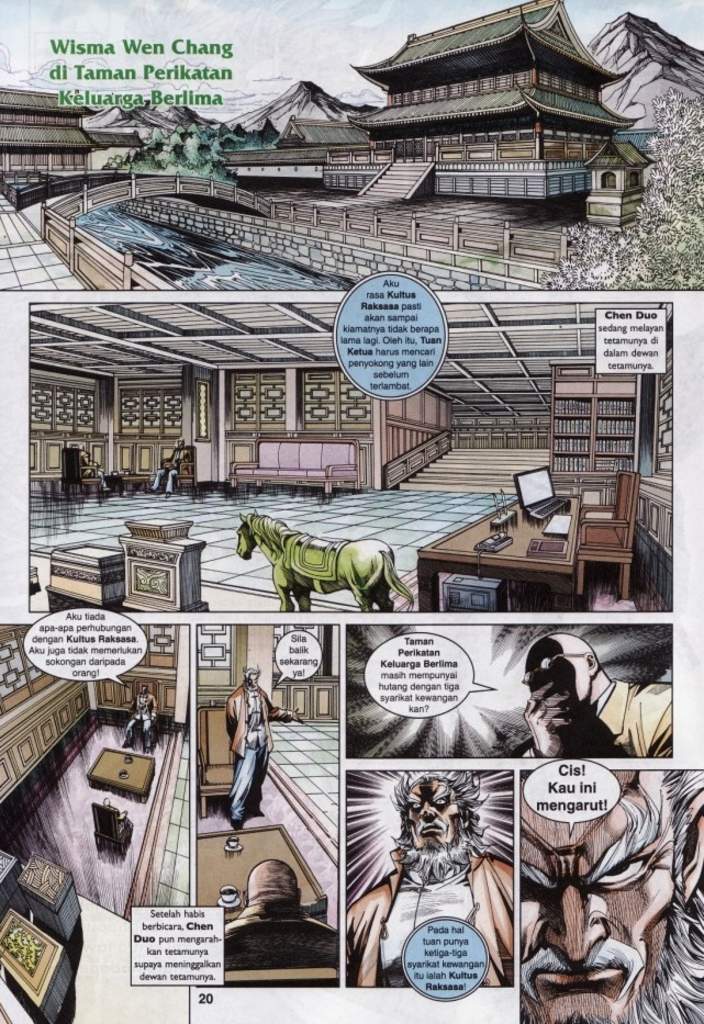 Wisma Wen Chang
di Taman Perikatan
Keluarga Berlima
Aku
rasa Kultus
Raksasa pasti
akan sampai
kiamatnya tidak berapa
lama lagi. Oleh itu, Tuan
Ketua harus mencari
penyokong yang lain
sebelum
terlambat.
Chen Duo
sedang melayan
tetamunya di
dalam dewan
tetamunya.
Aku tiada
apa-apa perhubungan
dengan Kultus Raksasa.
Aku juga tidak memerlukan
sokongan daripada
orang!
Setelah habis
berbicara, Chen
Duo pun mengarah-
kan tetamunya
supaya meninggalkan
dewan tetamunya.
Sila
balik
sekarang
ya!
Taman
Perikatan
Keluarga Berlima
masih mempunyai
hutang dengan tiga
syarikat kewangan
kan?
Pada hal
tuan punya
ketiga-tiga
syarikat kewangan
itu ialah Kultus
Raksasa!
Cis!
Kau ini
mengarut!
20